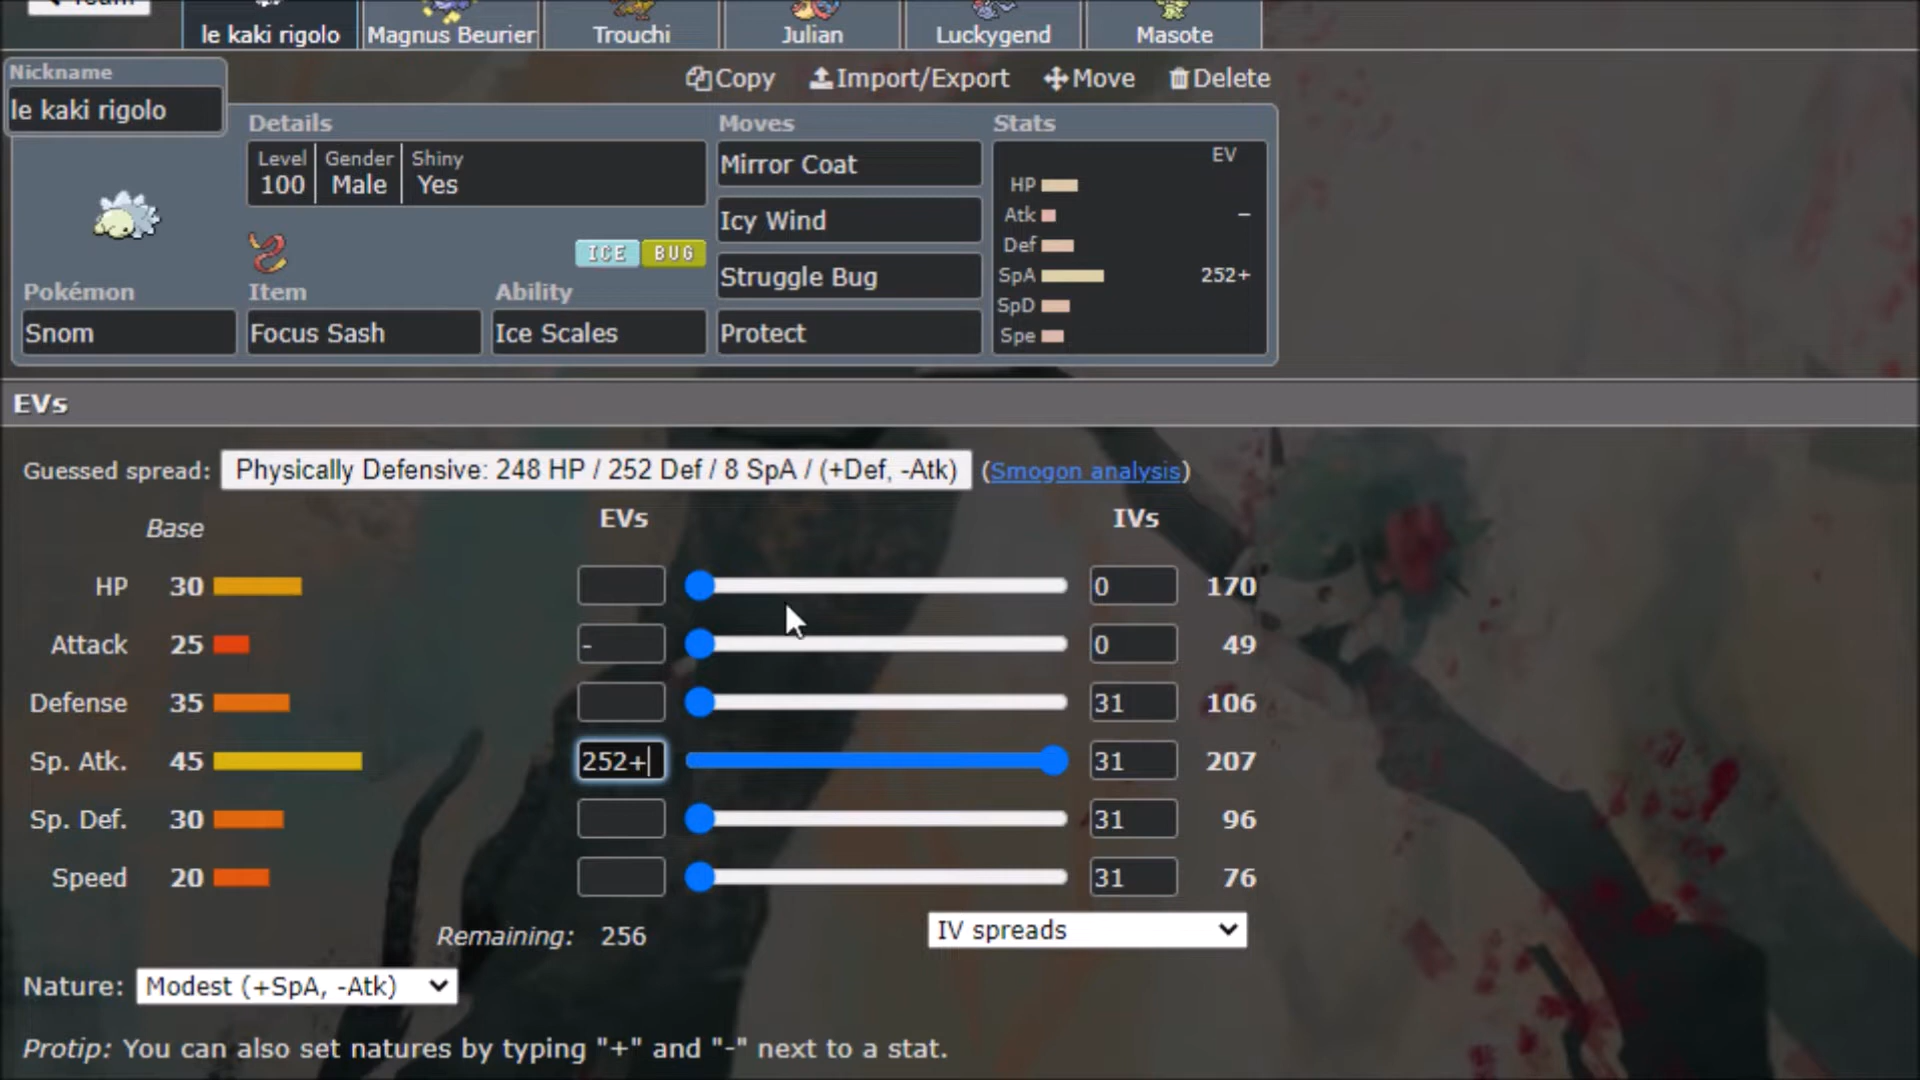 le kaki rigolo
Magnus Beurier
Trouchi
Julian
Luckygend
Masote
Nickname
le kaki rigolo
Copy
Import/Export
Move
Delete
Details
Moves
Stats
Level
100
Gender
Male
Shiny
Yes
Mirror Coat
Icy Wind
Struggle Bug
Protect
EV
HP
Atk –
Def
SpA 252+
SpD
Spe
ICE BUG
Pokémon
Snom
Item
Focus Sash
Ability
Ice Scales
EVs
Guessed spread: Physically Defensive: 248 HP / 252 Def / 8 SpA / (+Def, -Atk) (Smogon analysis)
Base EVs IVs
HP 30 0 170
Attack 25 - 0 49
Defense 35 31 106
Sp. Atk. 45 252+ 31 207
Sp. Def. 30 31 96
Speed 20 31 76
Remaining: 256 IV spreads
Nature: Modest (+SpA, -Atk)
Protip: You can also set natures by typing "+" and "-" next to a stat.